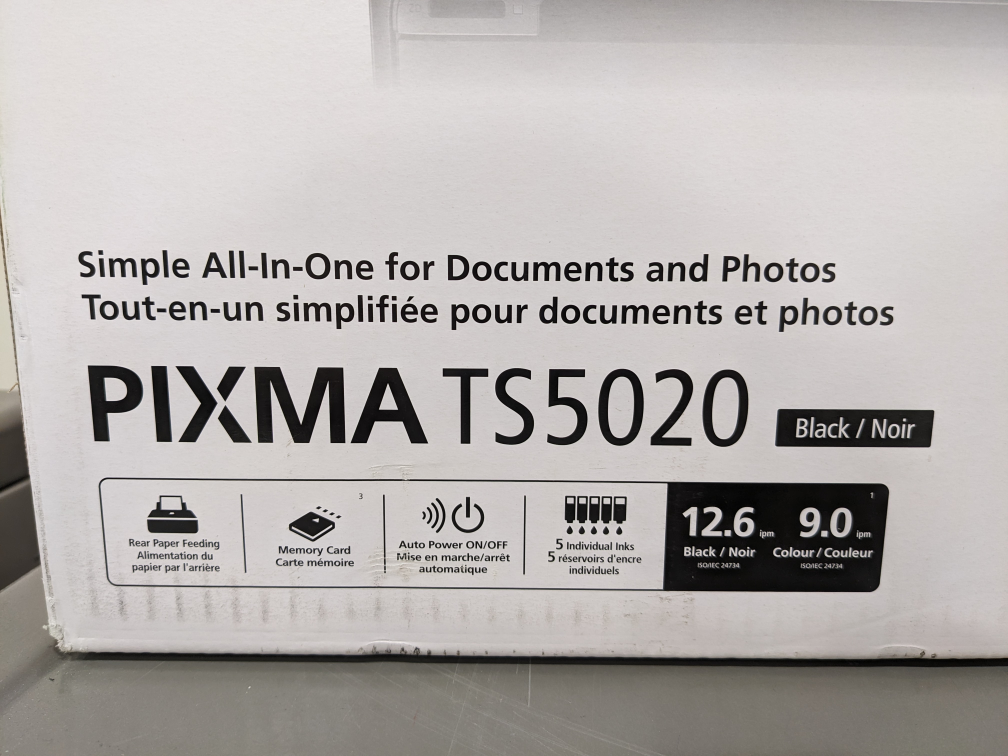 Simple All-In-One for Documents and Photos
Tout-en-un simplifiée pour documents et photos
PIXMA TS5020
Black / Noir
Rear Paper Feeding
Alimentation du
papier par l'arrière
3
Memory Card
Carte mémoire
Auto Power ON/OFF
Mise en marche/arrêt
automatique
5 Individual Inks
5 réservoirs d'encre
individuels
12.6 ipm
Black / Noir
ISO/IEC 24734
1
9.0 ipm
Colour / Couleur
ISO/IEC 24734